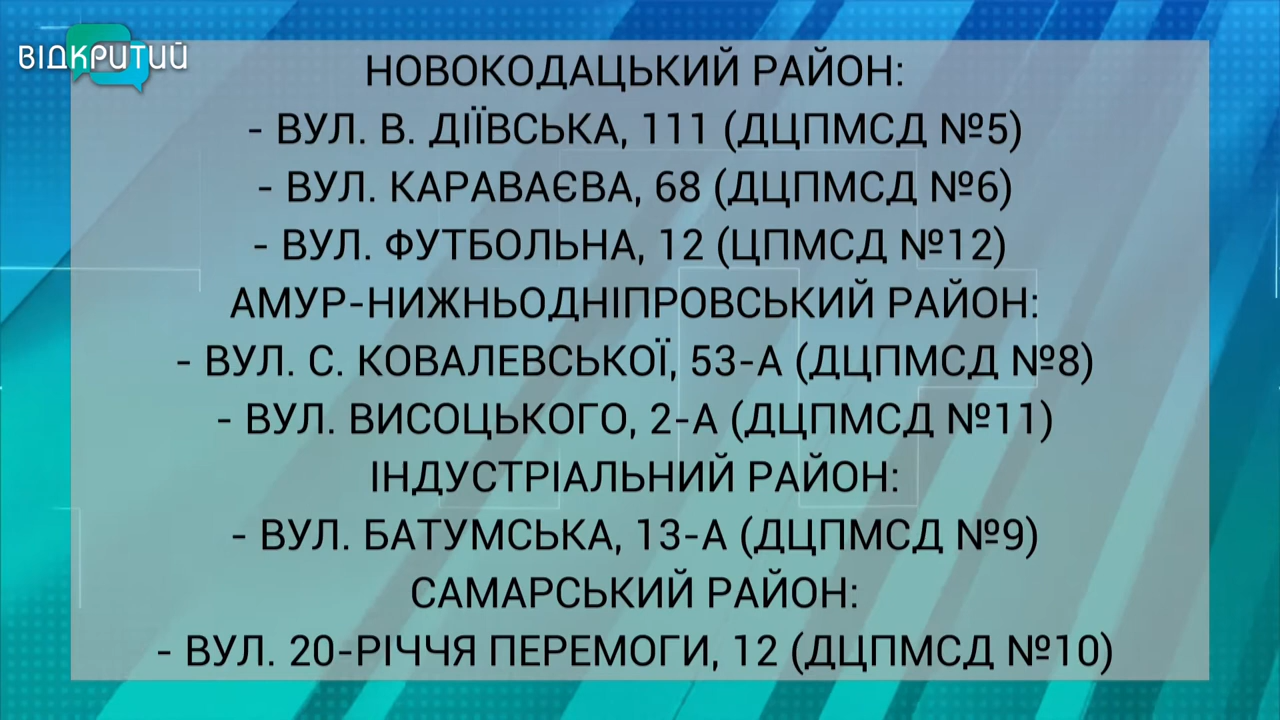 ВІДКРИТИЙ
НОВОКОДАЦЬКИЙ РАЙОН:
- ВУЛ. В. ДІЇВСЬКА, 111 (ДЦПМСД №5)
- ВУЛ. КАРАВАЄВА, 68 (ДЦПМСД №6)
- ВУЛ. ФУТБОЛЬНА, 12 (ЦПМСД №12)
АМУР-НИЖНЬОДНІПРОВСЬКИЙ РАЙОН:
- ВУЛ. С. КОВАЛЕВСЬКОЇ, 53-А (ДЦПМСД №8)
- ВУЛ. ВИСОЦЬКОГО, 2-А (ДЦПМСД №11)
ІНДУСТРІАЛЬНИЙ РАЙОН:
- ВУЛ. БАТУМСЬКА, 13-А (ДЦПМСД №9)
САМАРСЬКИЙ РАЙОН:
- ВУЛ. 20-РІЧЧЯ ПЕРЕМОГИ, 12 (ДЦПМСД №10)